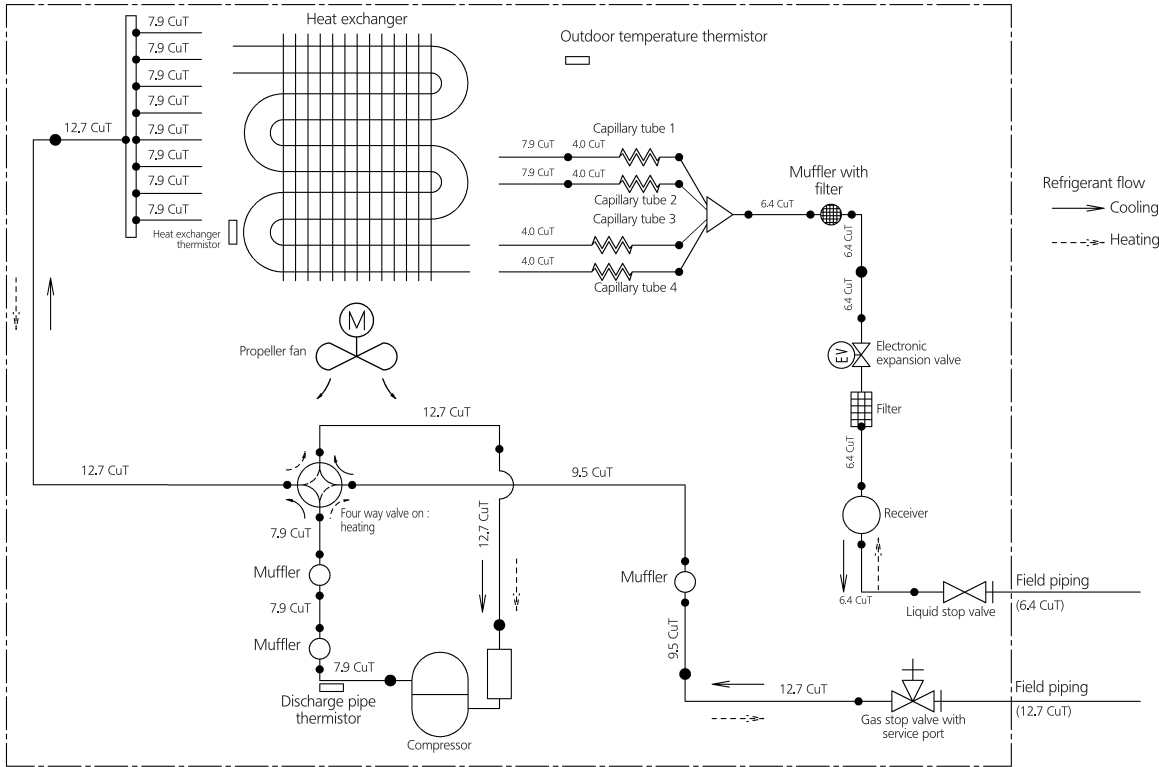 Heat exchanger
7.9 CuT
7.9 CuT
7.9 CuT
7.9 CuT
7.9 CuT
7.9 CuT
7.9 CuT
7.9 CuT
12.7 CuT
Heat exchanger
thermistor
Outdoor temperature thermistor
Capillary tube 1
7.9 CuT
4.0 CuT
7.9 CuT
4.0 CuT
Capillary tube 2
Capillary tube 3
4.0 CuT
4.0 CuT
Capillary tube 4
6.4 CuT
Muffler with
filter
6.4 CuT
6.4 CuT
Refrigerant flow
Cooling
Heating
M
Propeller fan
EV
Electronic
expansion valve
Filter
6.4 CuT
Receiver
6.4 CuT
Liquid stop valve
Field piping
(6.4 CuT)
12.7 CuT
12.7 CuT
9.5 CuT
Four way valve on :
heating
7.9 CuT
12.7 CuT
Muffler
7.9 CuT
Muffler
7.9 CuT
Discharge pipe
thermistor
Compressor
Muffler
9.5 CuT
12.7 CuT
Gas stop valve with
service port
Field piping
(12.7 CuT)